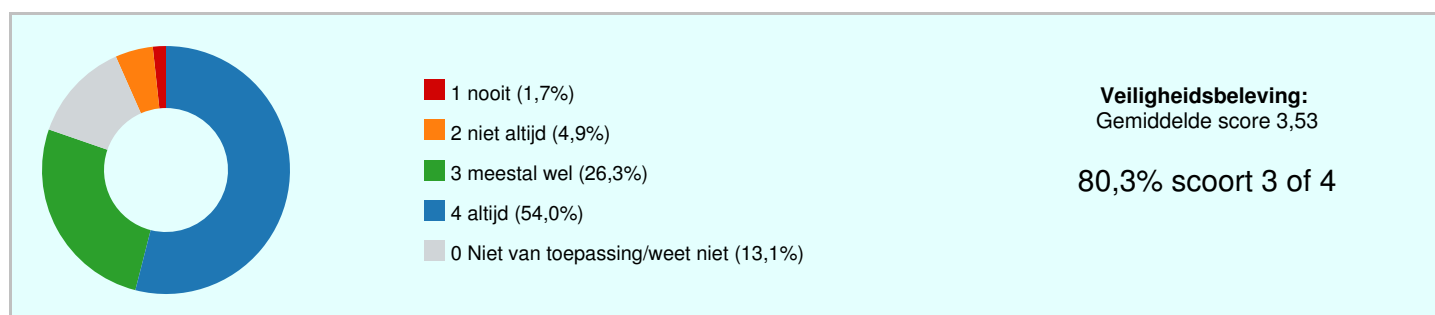 1 nooit (1,7%)
2 niet altijd (4,9%)
3 meestal wel (26,3%)
4 altijd (54,0%)
0 Niet van toepassing/weet niet (13,1%)
Veiligheidsbeleving:
Gemiddelde score 3,53
80,3% scoort 3 of 4